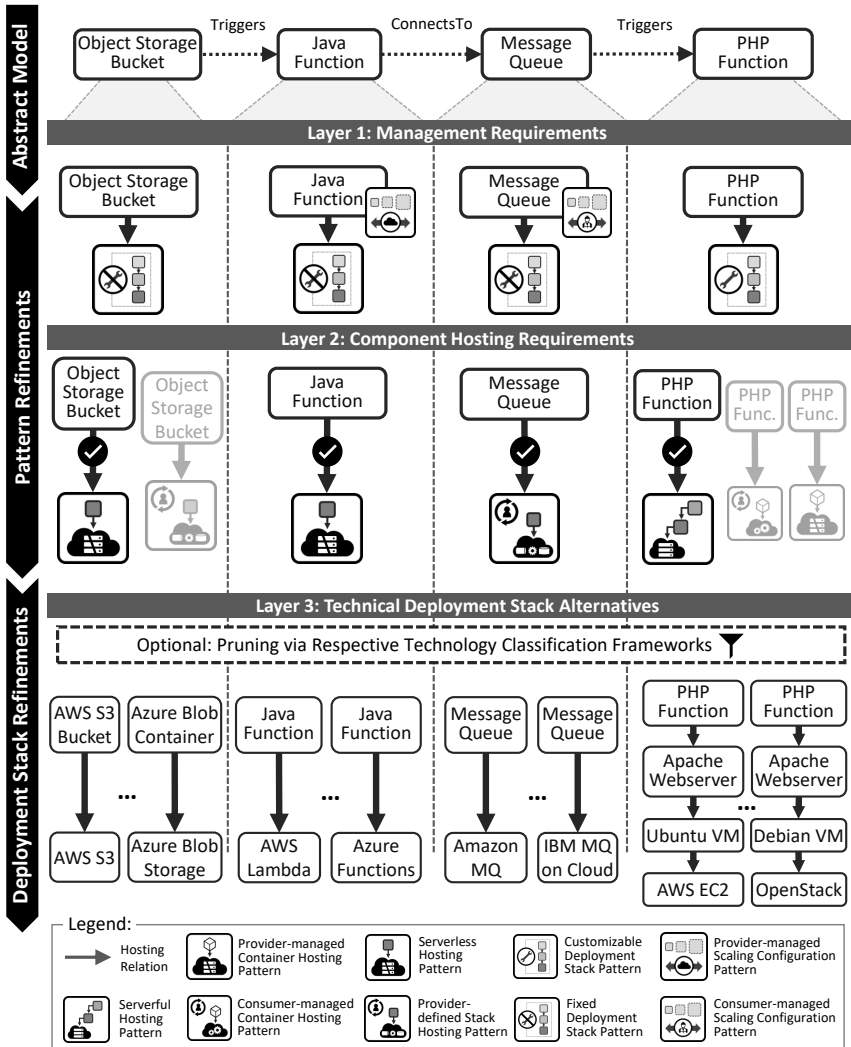 Abstract Model
Object Storage
Bucket
Triggers
Java
Function
ConnectsTo
Message
Queue
Triggers
PHP
Function
Layer 1: Management Requirements
Pattern Refinements
Object Storage
Bucket
Java
Function
Message
Queue
PHP
Function
Layer 2: Component Hosting Requirements
Object
Storage
Bucket
Object
Storage
Bucket
Java
Function
Message
Queue
PHP
Function
PHP
Func.
PHP
Func.
Deployment Stack Refinements
Layer 3: Technical Deployment Stack Alternatives
Optional: Pruning via Respective Technology Classification Frameworks
AWS S3
Bucket
Azure Blob
Container
...
AWS S3
Azure Blob
Storage
Java
Function
Java
Function
...
AWS
Lambda
Azure
Functions
Message
Queue
Message
Queue
...
Amazon
MQ
IBM MQ
on Cloud
PHP
Function
PHP
Function
Apache
Webserver
Apache
Webserver
...
Ubuntu VM
Debian VM
AWS EC2
OpenStack
Legend:
Hosting
Relation
Provider-managed
Container Hosting
Pattern
Serverless
Hosting
Pattern
Customizable
Deployment
Stack Pattern
Provider-managed
Scaling Configuration
Pattern
Serverful
Hosting
Pattern
Consumer-managed
Container Hosting
Pattern
Provider-
defined Stack
Hosting Pattern
Fixed
Deployment
Stack Pattern
Consumer-managed
Scaling Configuration
Pattern